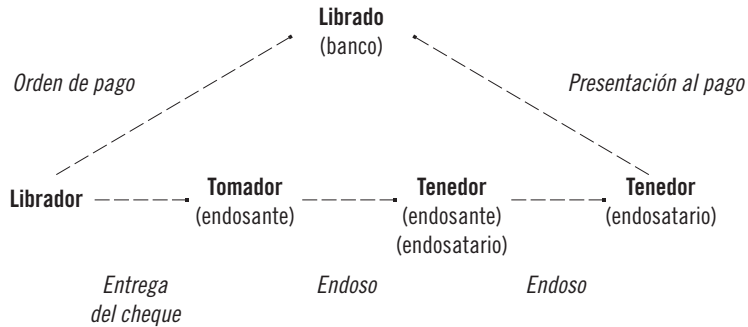 Librado
(banco)
Orden de pago
Presentación al pago
Librador
Tomador
(endosante)
Tenedor
(endosante)
(endosatario)
Tenedor
(endosatario)
Entrega
del cheque
Endoso
Endoso